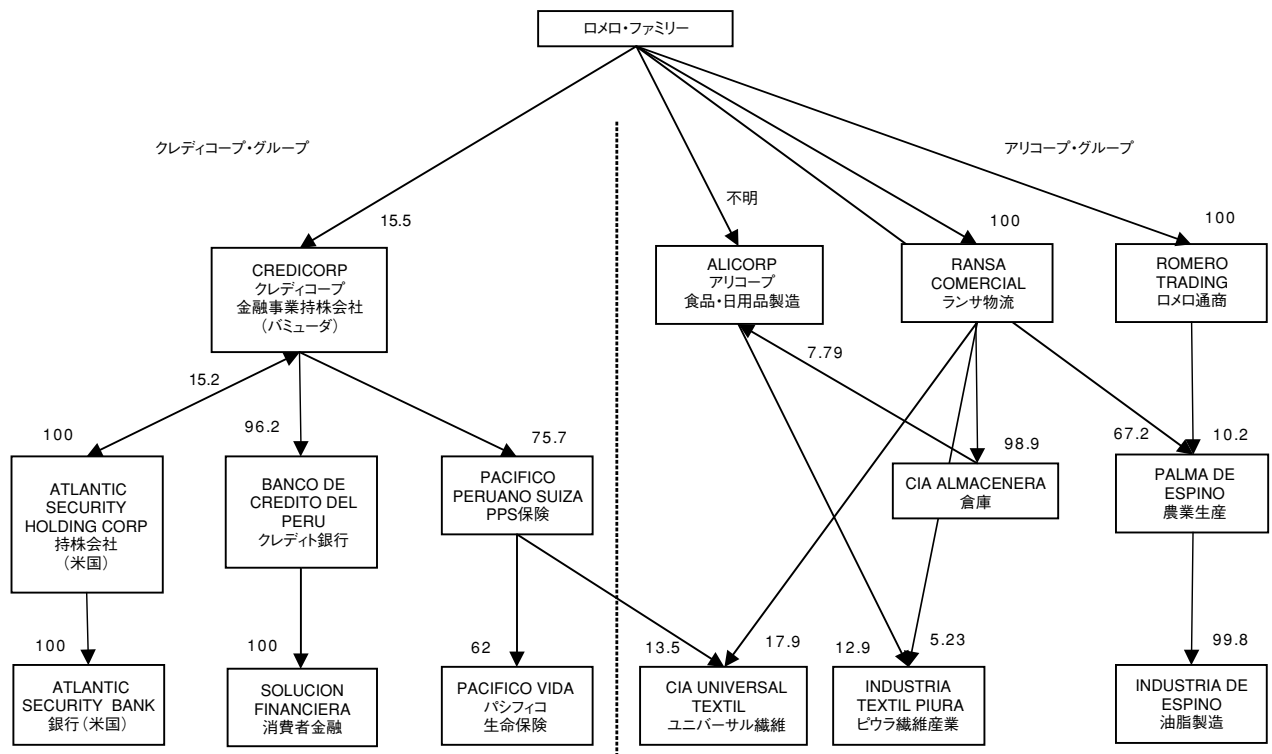 ロメロ・ファミリー
クレディコープ・グループ
アリコープ・グループ
不明
15.5
100
100
CREDICORP
クレディコープ
金融事業持株会社
（バミューダ）
ALICORP
アリコープ
食品・日用品製造
RANSA
COMERCIAL
ランサ物流
ROMERO
TRADING
ロメロ通商
15.2
7.79
100
96.2
75.7
98.9
67.2
10.2
ATLANTIC
SECURITY
HOLDING CORP
持株会社
（米国）
BANCO DE
CREDITO DEL
PERU
クレディト銀行
PACIFICO
PERUANO SUIZA
PPS保険
CIA ALMACENERA
倉庫
PALMA DE
ESPINO
農業生産
100
100
62
13.5
17.9
12.9
5.23
99.8
ATLANTIC
SECURITY BANK
銀行（米国）
SOLUCION
FINANCIERA
消費者金融
PACIFICO VIDA
パシフィコ
生命保険
CIA UNIVERSAL
TEXTIL
ユニバーサル繊維
INDUSTRIA
TEXTIL PIURA
ピウラ繊維産業
INDUSTRIA DE
ESPINO
油脂製造